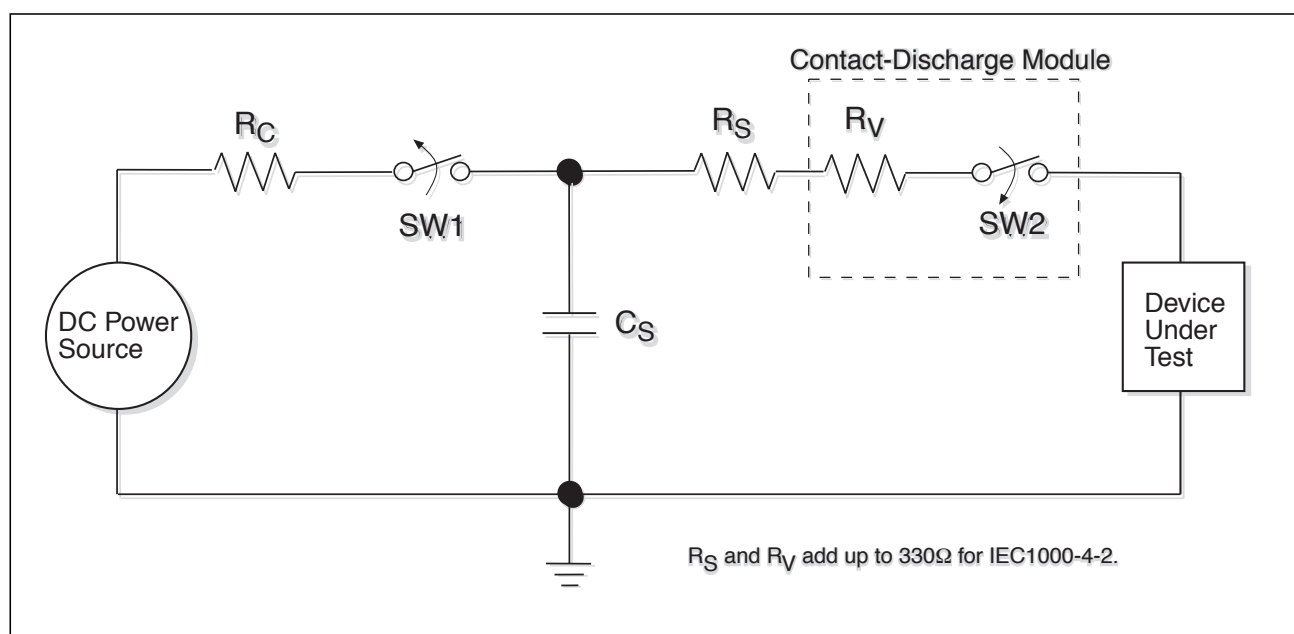 Contact-Discharge Module
RC
RS
RV
SW1
SW2
DC Power
Source
CS
Device
Under
Test
RS and RV add up to 330Ω for IEC1000-4-2.